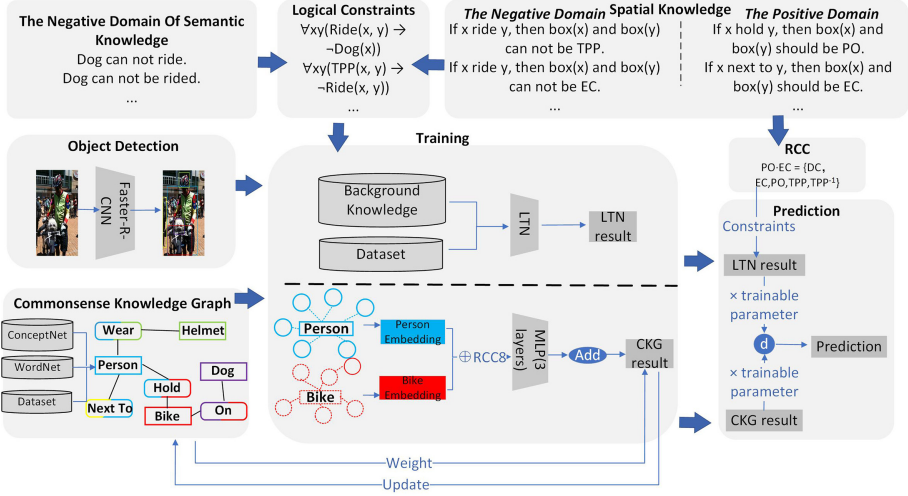 The Negative Domain Of Semantic
Knowledge
Dog can not ride.
Dog can not be rided.
...
Logical Constraints
∀xy(Ride(x, y) →
¬Dog(x))
∀xy(TPP(x, y) →
¬Ride(x, y))
...
Spatial Knowledge
The Negative Domain
If x ride y, then box(x) and box(y)
can not be TPP.
If x ride y, then box(x) and box(y)
can not be EC.
...
The Positive Domain
If x hold y, then box(x) and
box(y) should be PO.
If x next to y, then box(x) and
box(y) should be EC.
...
Object Detection
Faster-R-
CNN
Training
Background
Knowledge
Dataset
LTN
LTN
result
RCC
PO-EC = {DC,
EC,PO,TPP,TPP⁻¹}
Prediction
Constraints
LTN result
× trainable
parameter
d
Prediction
× trainable
parameter
CKG result
Commonsense Knowledge Graph
ConceptNet
WordNet
Dataset
Wear
Helmet
Person
Dog
Hold
Next To
Bike
On
Person
Person
Embedding
Bike
Bike
Embedding
⊕RCC8
MLP(3
layers)
Add
CKG
result
Weight
Update